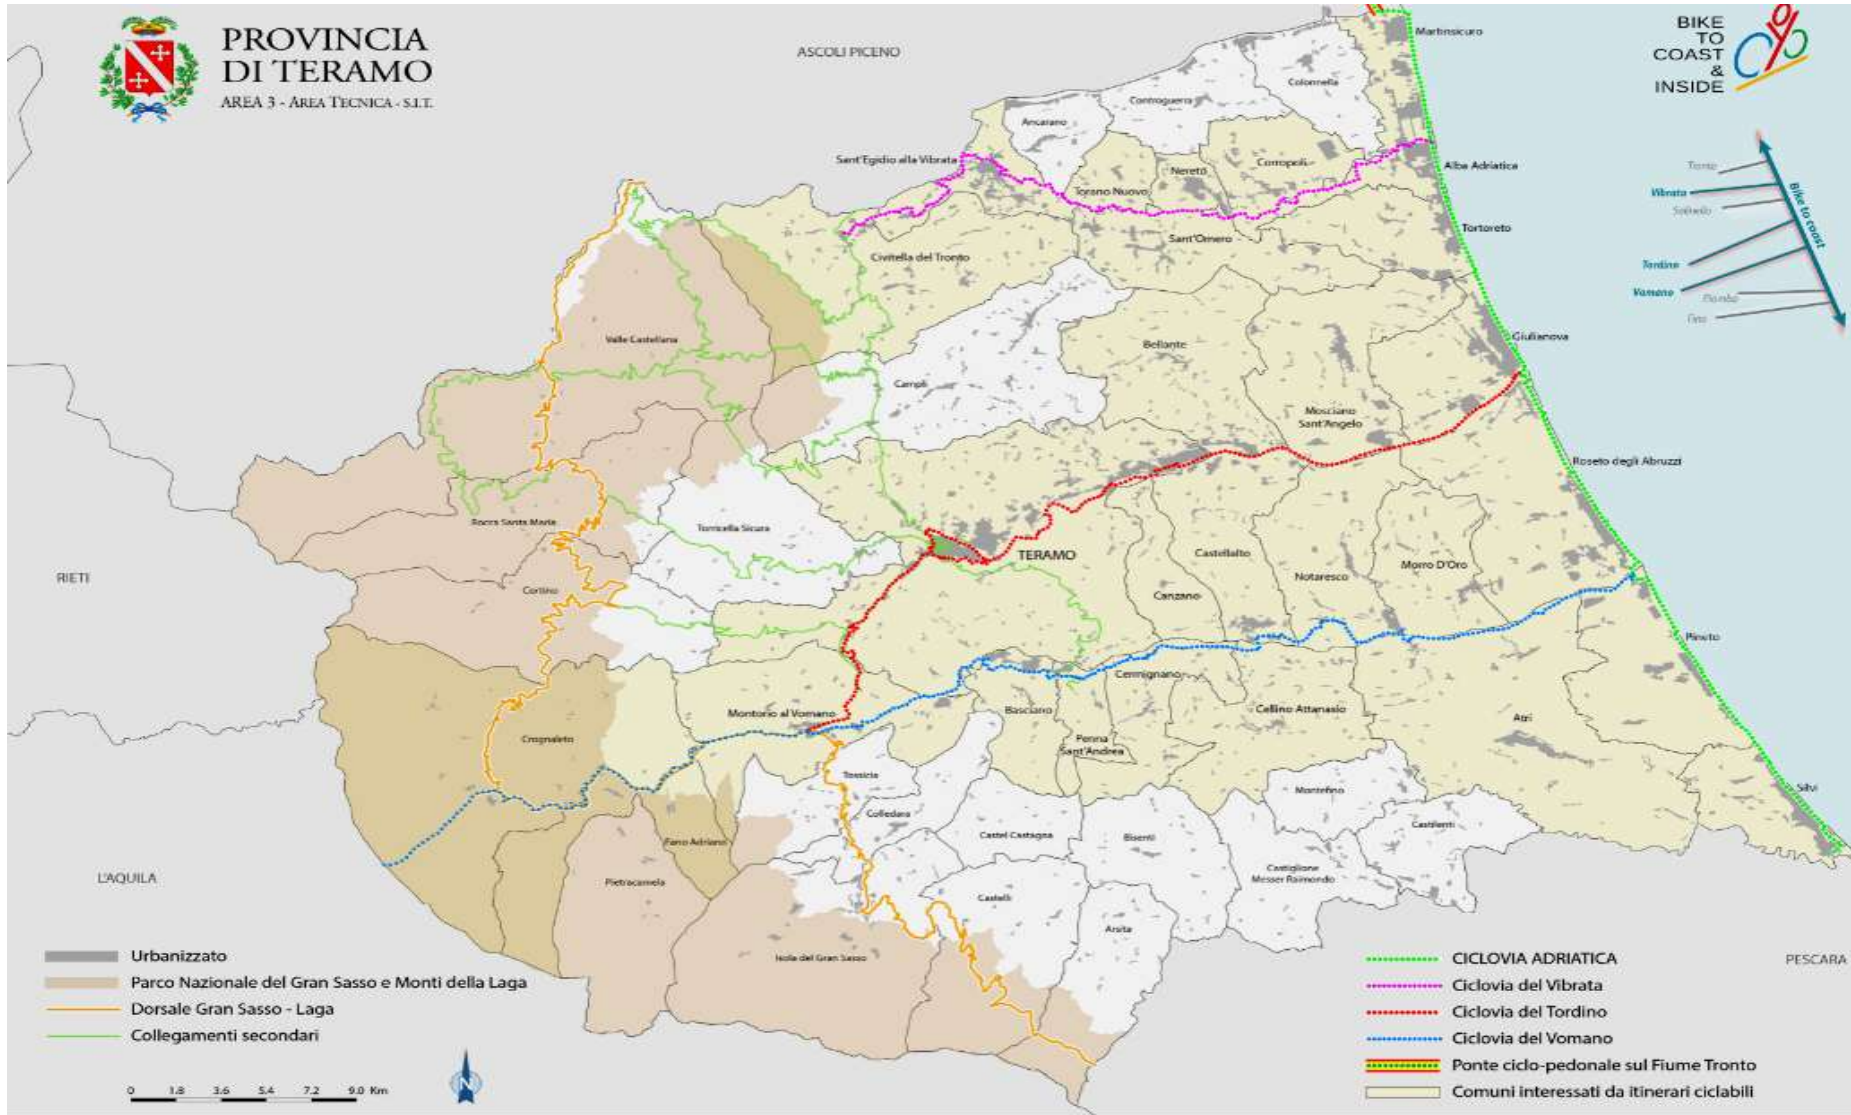 PROVINCIA
DI TERAMO
AREA 3 - AREA TECNICA - S.I.T.
ASCOLI PICENO
BIKE
TO
COAST
&
INSIDE
Martinsicuro
Colonnella
Controguerra
Ancarano
Sant'Egidio alla Vibrata
Corropoli
Nereto
Torano Nuovo
Alba Adriatica
Vibrata
Salinello
Bike to coast
Tordino
Vomano
Tortoreto
Sant'Omero
Civitella del Tronto
Valle Castellana
Bellante
Giulianova
Campli
Mosciano
Sant'Angelo
Roseto degli Abruzzi
Rocca Santa Maria
Torricella Sicura
TERAMO
Castellalto
Notaresco
Morro D'Oro
RIETI
Cortino
Canzano
Pineto
Cermignano
Montorio al Vomano
Basciano
Cellino Attanasio
Atri
Crognaleto
Penna
Sant'Andrea
Tossicia
Colledara
Montefino
Silvi
Castel Castagna
Bisenti
Castilenti
Fano Adriano
L'AQUILA
Pietracamela
Castiglione
Messer Raimondo
Castelli
Arsita
Isola del Gran Sasso
PESCARA
Urbanizzato
Parco Nazionale del Gran Sasso e Monti della Laga
Dorsale Gran Sasso - Laga
Collegamenti secondari
0 1.8 3.6 5.4 7.2 9.0 Km
N
CICLOVIA ADRIATICA
Ciclovia del Vibrata
Ciclovia del Tordino
Ciclovia del Vomano
Ponte ciclo-pedonale sul Fiume Tronto
Comuni interessati da itinerari ciclabili